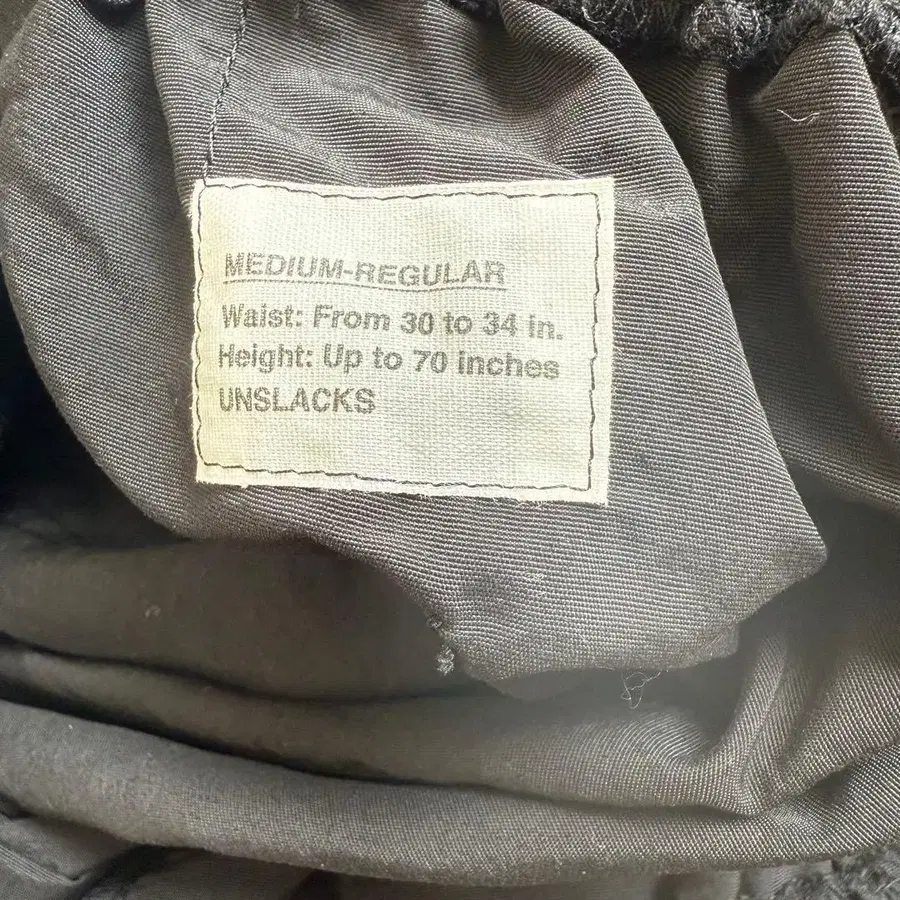 MEDIUM-REGULAR
Waist: From 30 to 34 in.
Height: Up to 70 inches
UNSLACKS